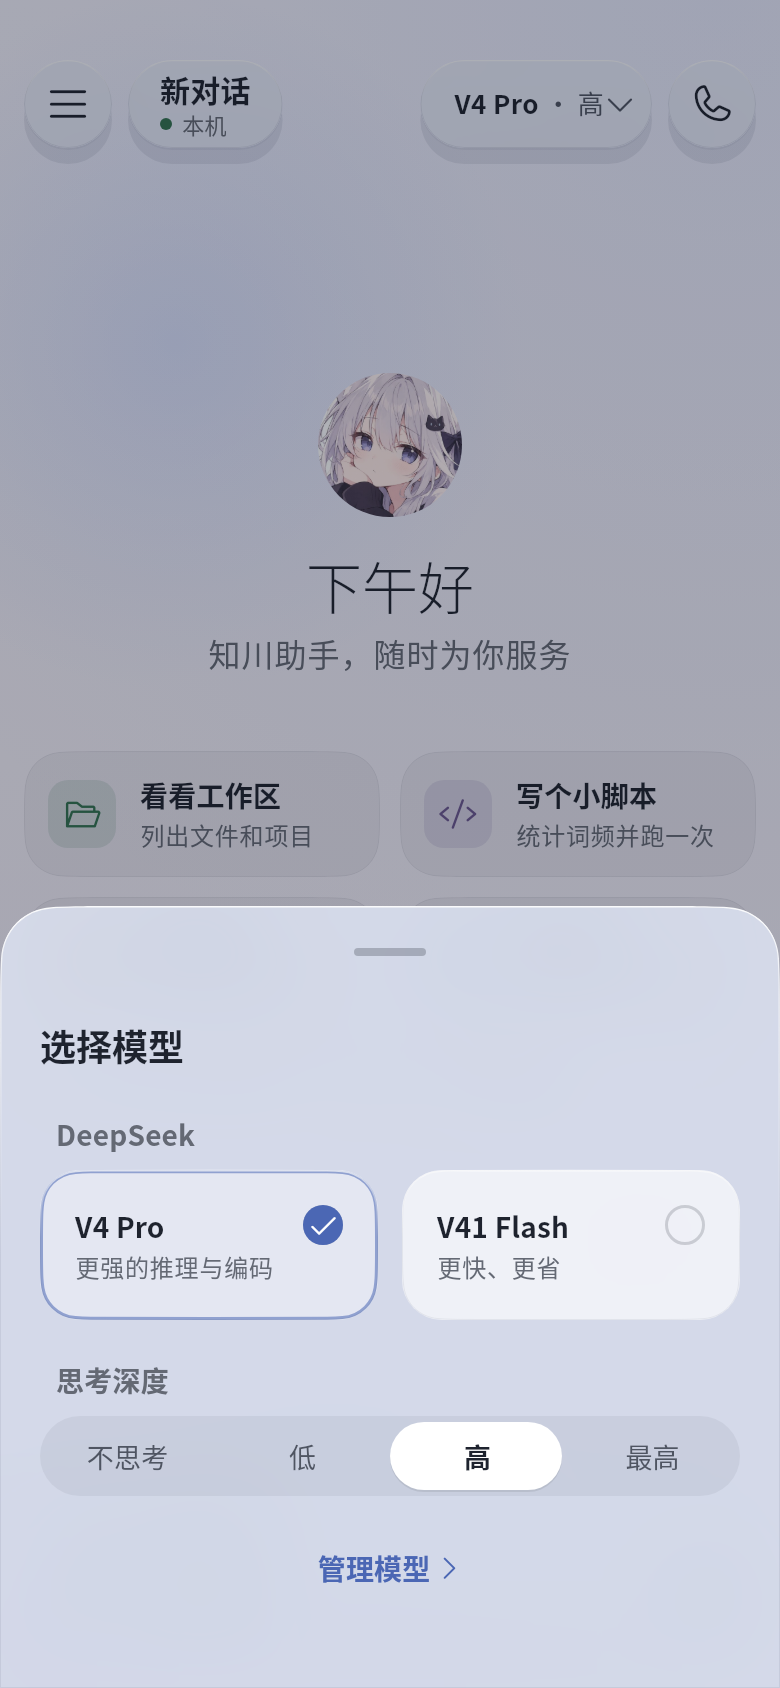 新对话
本机
V4 Pro · 高
下午好
知川助手，随时为你服务
看看工作区
列出文件和项目
写个小脚本
统计词频并跑一次
选择模型
DeepSeek
V4 Pro
更强的推理与编码
V41 Flash
更快、更省
思考深度
不思考
低
高
最高
管理模型